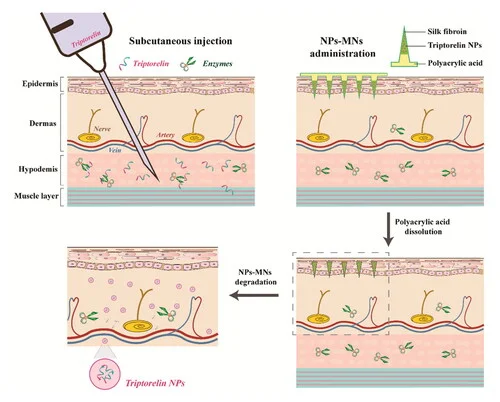 Triptorelin
Subcutaneous injection
Triptorelin
Enzymes
NPs-MNs
administration
Silk fibroin
Triptorelin NPs
Polyacrylic acid
Epidermis
Dermas
Nerve
Artery
Vein
Hypodemis
Muscle layer
Polyacrylic acid
dissolution
NPs-MNs
degradation
Triptorelin NPs